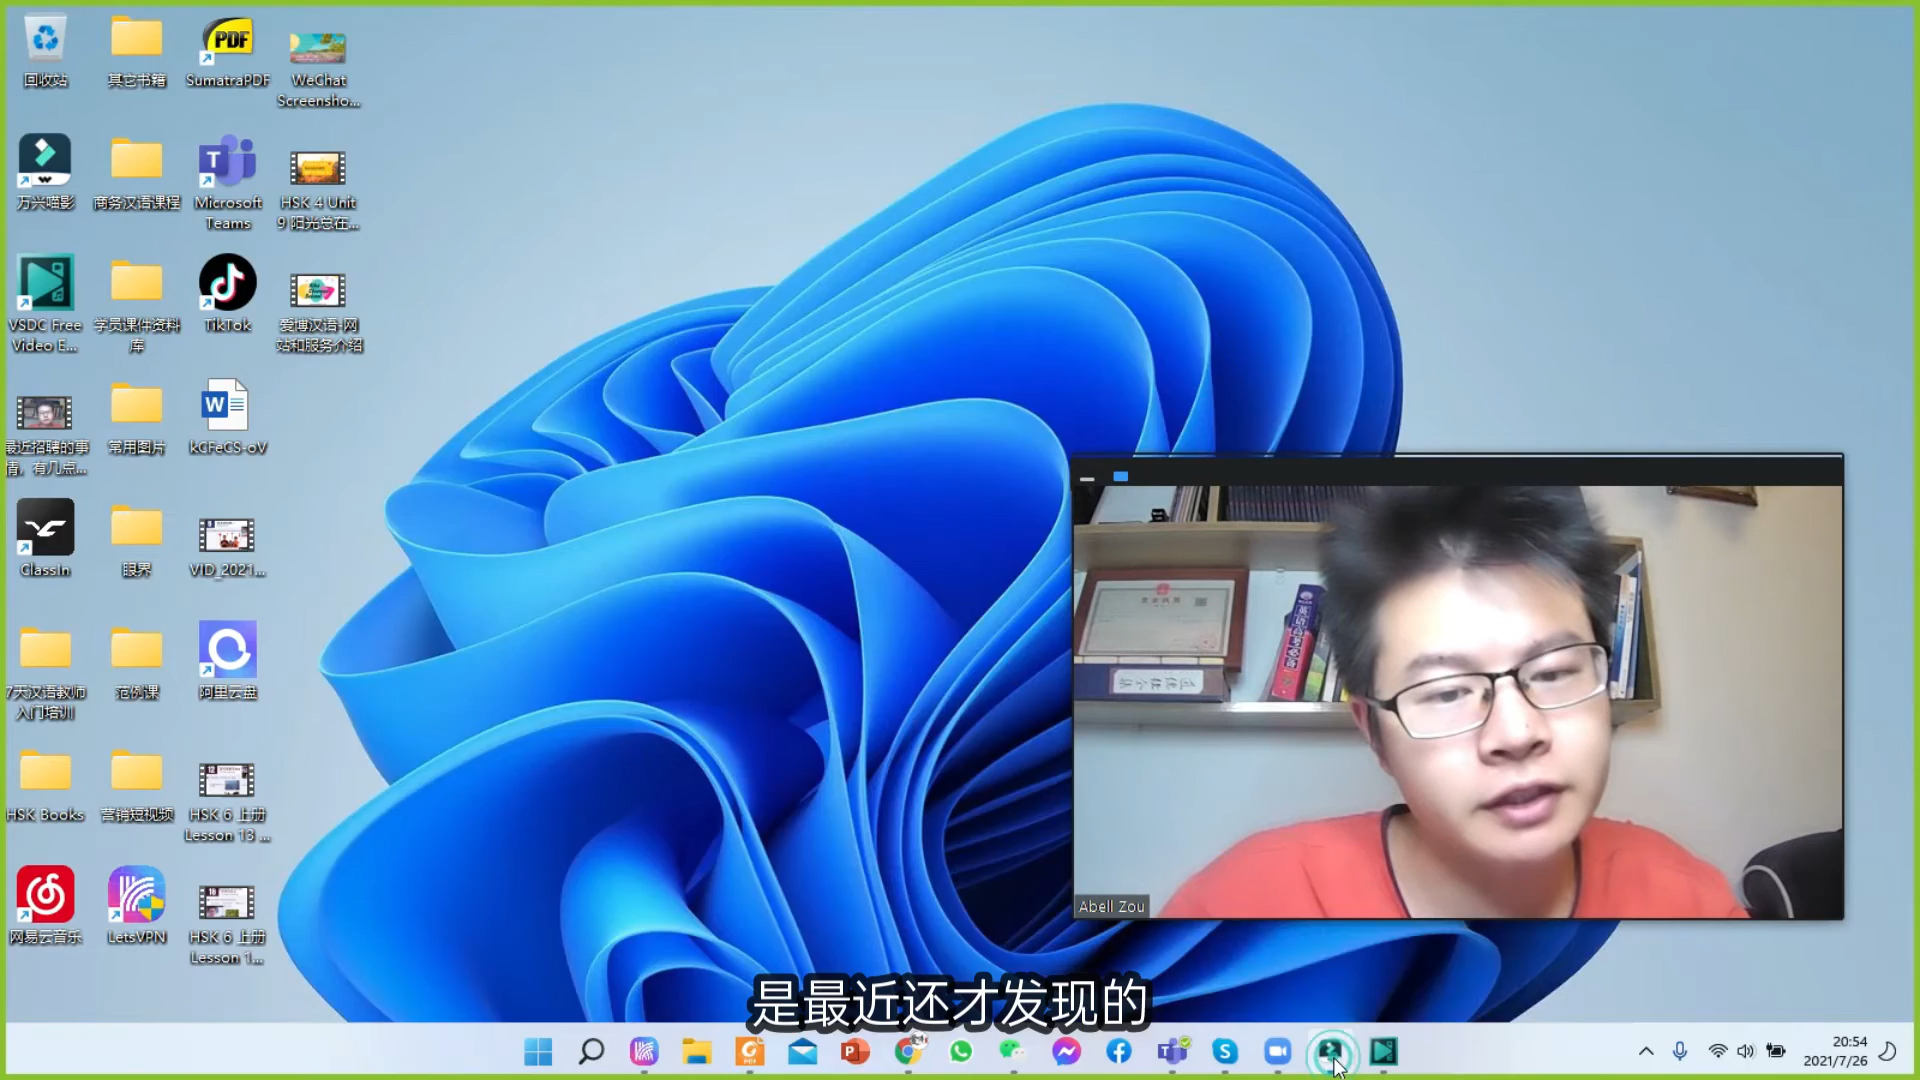 回收站
其它书籍
PDF
SumatraPDF
WeChat
Screensho...
万兴喵影
商务汉语课程
T
Microsoft
Teams
HSK 4 Unit
9 阳光总在...
VSDC Free
Video E...
学员课件资料
库
TikTok
爱博汉语-网
站和服务介绍
最近招聘的事
情，有几点...
常用图片
W
kCFeCS-oV
ClassIn
眼界
VID_2021...
7天汉语教师
入门培训
范例课
阿里云盘
HSK Books
营销短视频
HSK 6 上册
Lesson 13 ...
网易云音乐
LetsVPN
HSK 6 上册
Lesson 1...
Abell Zou
是最近还才发现的
20:54
2021/7/26